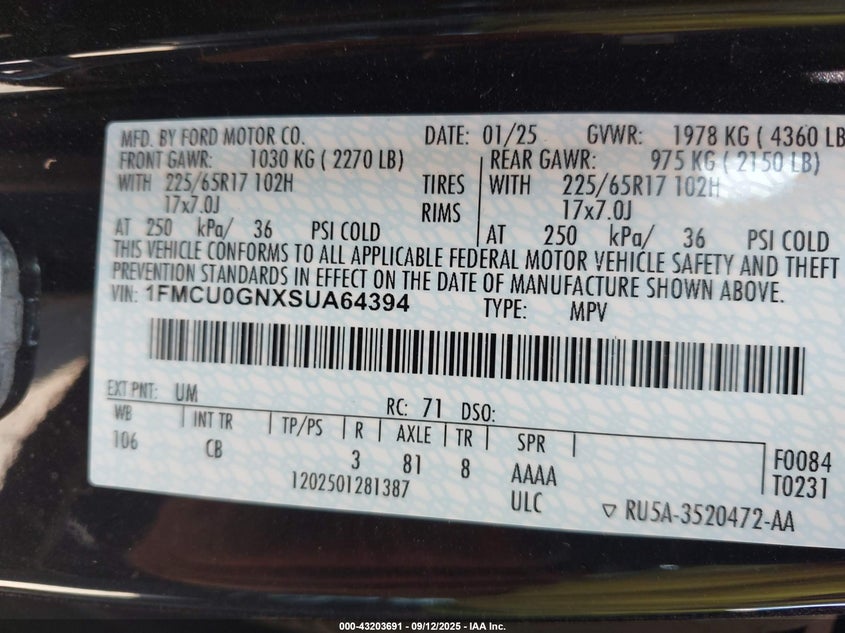 MFD. BY FORD MOTOR CO. DATE: 01/25 GVWR: 1978 KG ( 4360 LB
FRONT GAWR: 1030 KG ( 2270 LB) REAR GAWR: 975 KG ( 2150 LB)
WITH 225/65R17 102H TIRES WITH 225/65R17 102H
17x7.0J RIMS 17x7.0J
AT 250 kPa/ 36 PSI COLD AT 250 kPa/ 36 PSI COLD
THIS VEHICLE CONFORMS TO ALL APPLICABLE FEDERAL MOTOR VEHICLE SAFETY AND THEFT
PREVENTION STANDARDS IN EFFECT ON THE DATE OF MANUFACTURE SHOWN ABOVE.
VIN: 1FMCU0GNXSUA64394 TYPE: MPV
EXT PNT: UM RC: 71 DSO:
WB INT TR TP/PS R AXLE TR SPR
106 CB 3 81 8 AAAA F0084
1202501281387 ULC T0231
▽ RU5A-3520472-AA
000-43203691 - 09/12/2025 - IAA Inc.